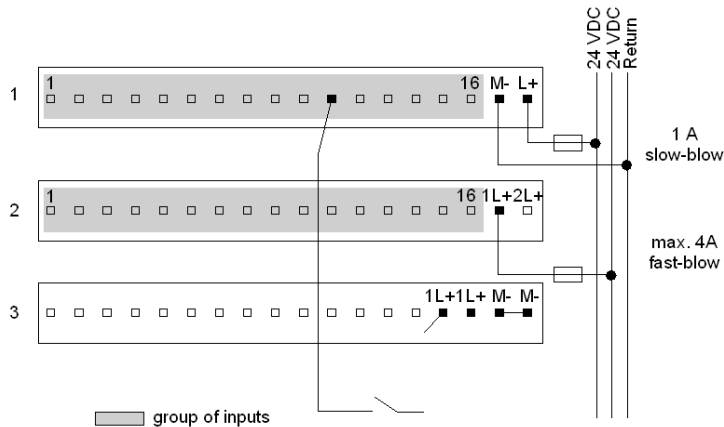 24 VDC
24 VDC
Return
1
1
16
M-
L+
1 A
slow-blow
2
1
16
1L+
2L+
max. 4A
fast-blow
3
1L+
1L+
M-
M-
group of inputs